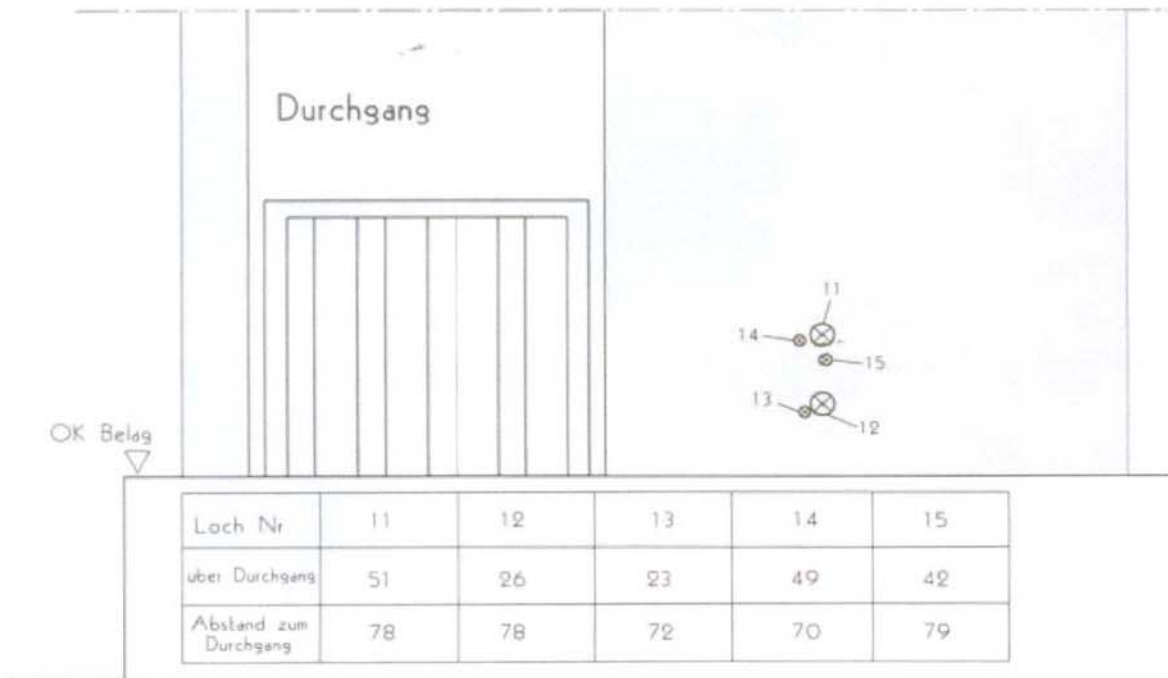 Durchgang
11
14
15
13
12
OK Belag
Loch Nr 11 12 13 14 15
uber Durchgang 51 26 23 49 42
Abstand zum
Durchgang 78 78 72 70 79